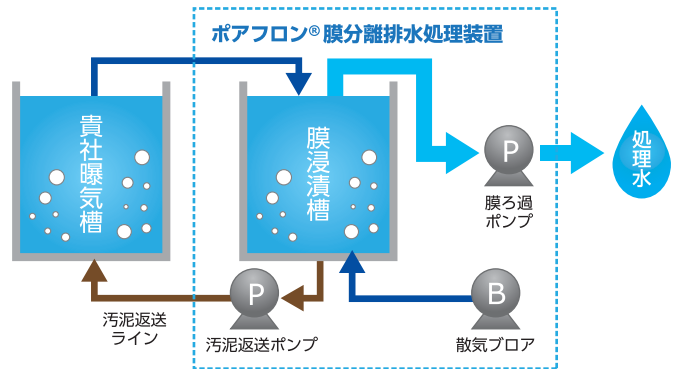 ポアフロン®膜分離排水処理装置
貴社曝気槽
膜浸漬槽
P
膜ろ過
ポンプ
処理水
P
B
汚泥返送
ライン
汚泥返送ポンプ
散気ブロア